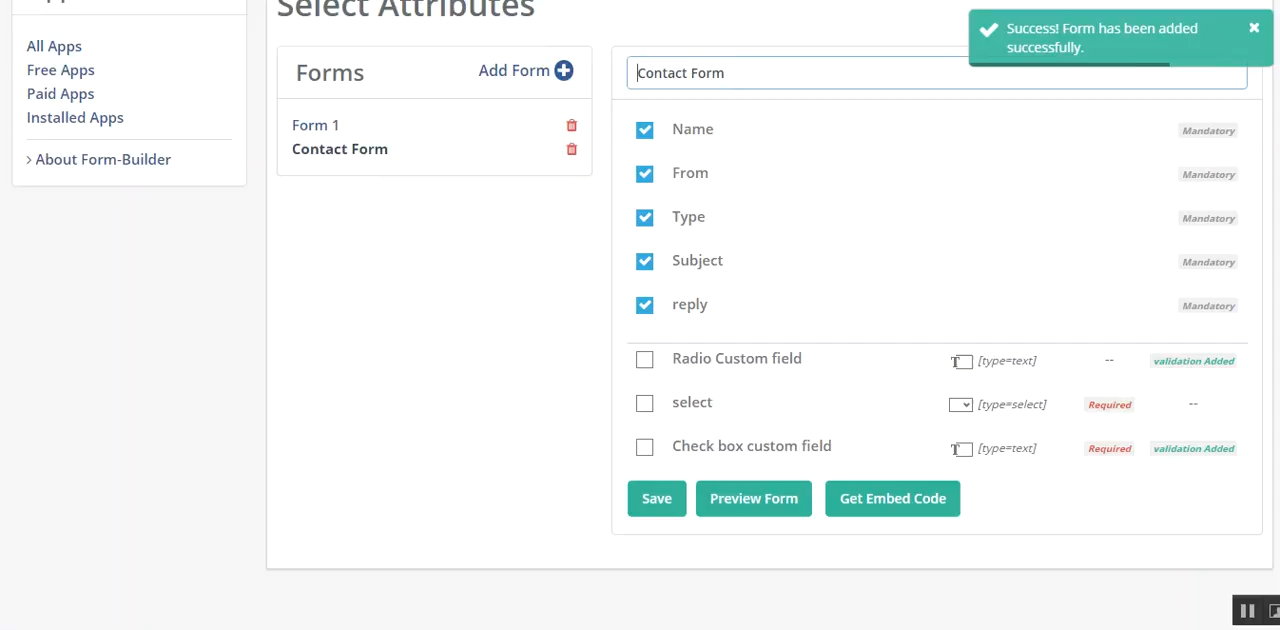 Select Attributes
All Apps
Free Apps
Paid Apps
Installed Apps
> About Form-Builder
Forms
Add Form
Form 1
Contact Form
Success! Form has been added
successfully.
Contact Form
Name Mandatory
From Mandatory
Type Mandatory
Subject Mandatory
reply Mandatory
Radio Custom field [type=text] -- validation Added
select [type=select] Required --
Check box custom field [type=text] Required validation Added
Save Preview Form Get Embed Code